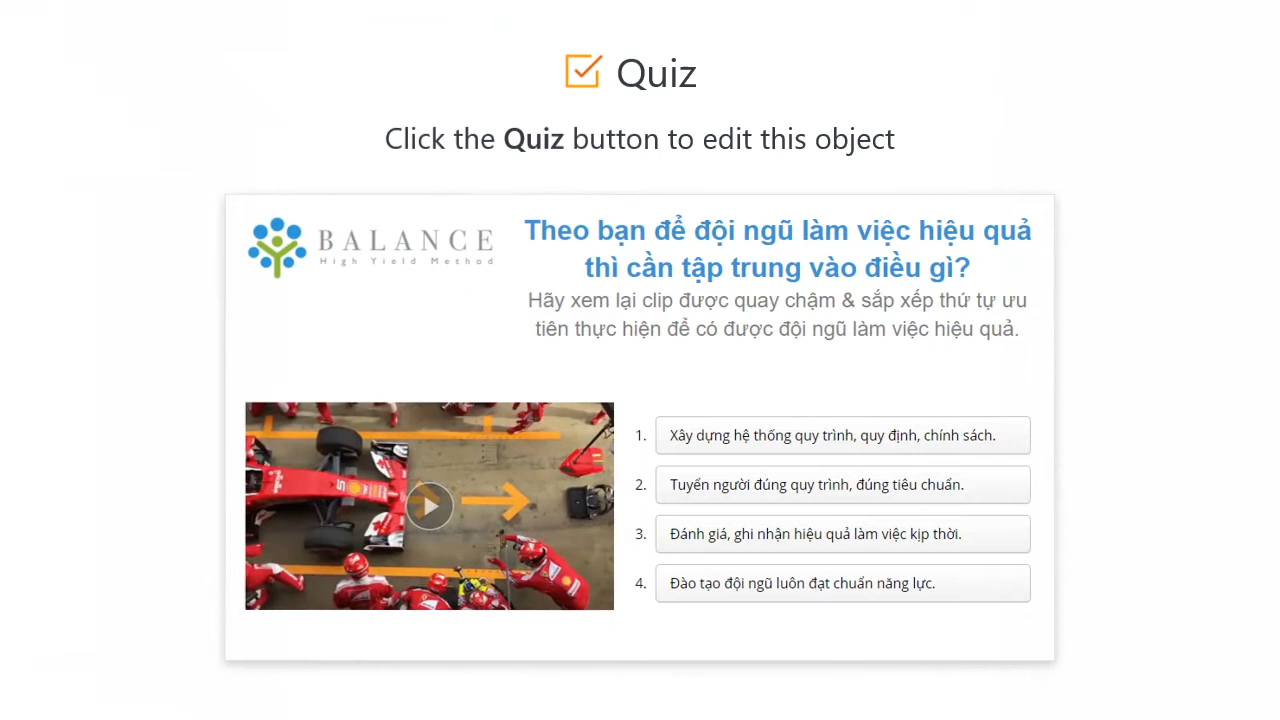 Quiz
Click the Quiz button to edit this object
BALANCE
High Yield Method
Theo bạn để đội ngũ làm việc hiệu quả
thì cần tập trung vào điều gì?
Hãy xem lại clip được quay chậm & sắp xếp thứ tự ưu
tiên thực hiện để có được đội ngũ làm việc hiệu quả.
1. Xây dựng hệ thống quy trình, quy định, chính sách.
2. Tuyển người đúng quy trình, đúng tiêu chuẩn.
3. Đánh giá, ghi nhận hiệu quả làm việc kịp thời.
4. Đào tạo đội ngũ luôn đạt chuẩn năng lực.
5